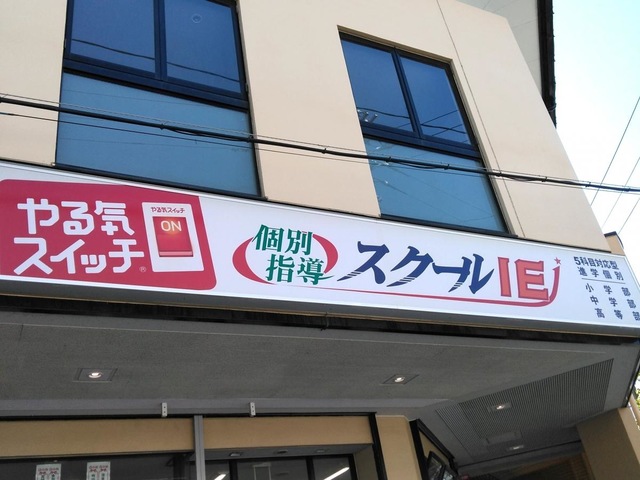 やる気
スイッチ®
やる気スイッチ
ON
個別
指導
スクールIE
5科目対応型
進学個別
小学部
中学部
高等部